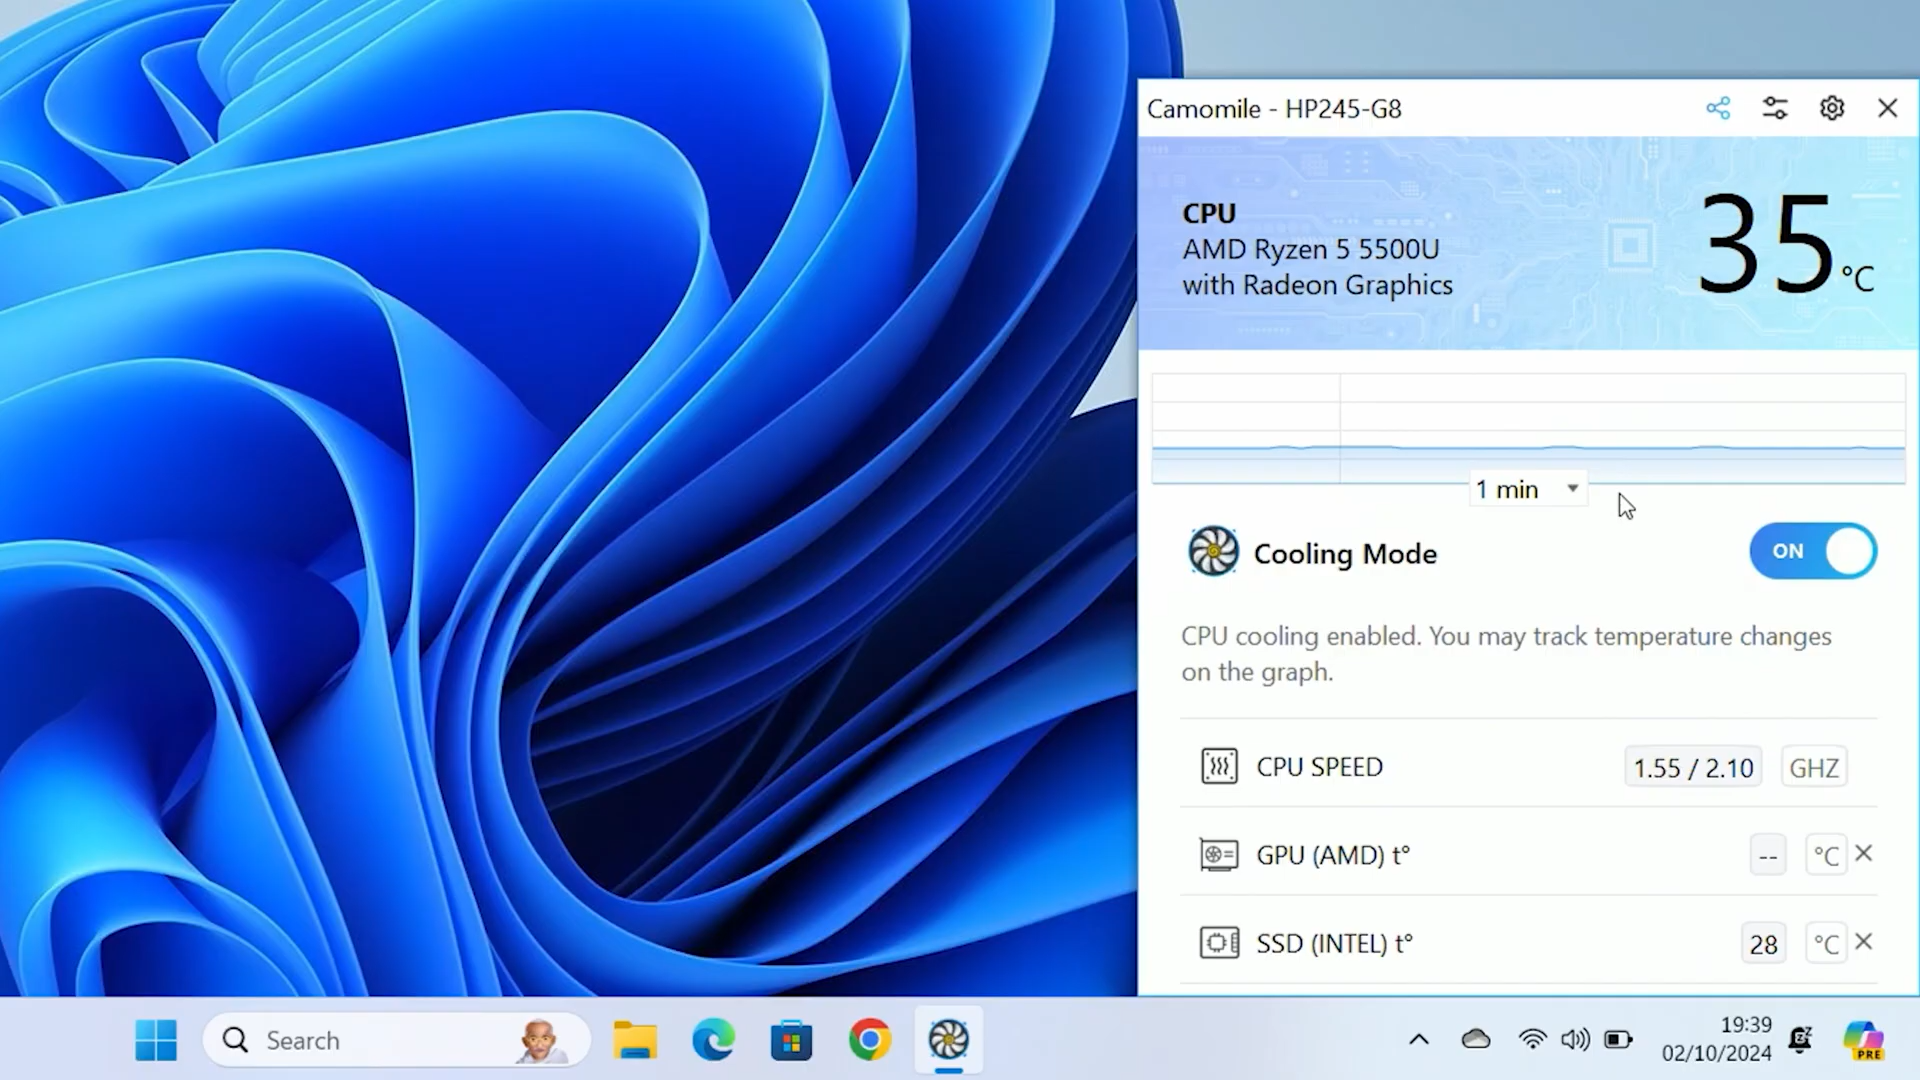 Camomile - HP245-G8
CPU
AMD Ryzen 5 5500U
with Radeon Graphics
35 °C
1 min
Cooling Mode
ON
CPU cooling enabled. You may track temperature changes
on the graph.
CPU SPEED 1.55 / 2.10 GHZ
GPU (AMD) t° -- °C
SSD (INTEL) t° 28 °C
Search
19:39
02/10/2024
PRE